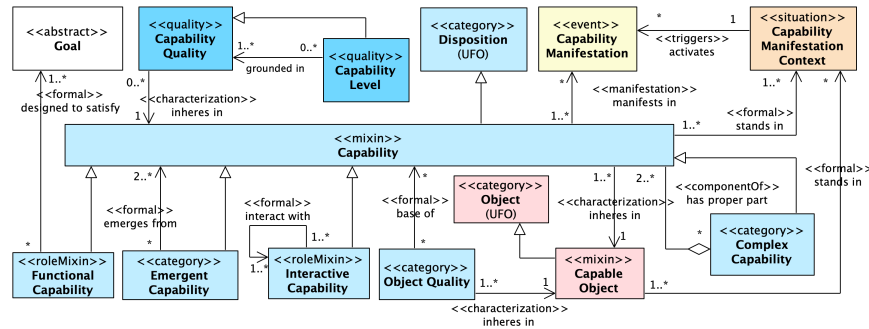 <<abstract>>
Goal
<<quality>>
Capability
Quality
<<quality>>
Capability
Level
<<category>>
Disposition
(UFO)
<<event>>
Capability
Manifestation
<<situation>>
Capability
Manifestation
Context
1..*
0..*
grounded in
*
1
<<triggers>>
activates
1..*
<<formal>>
designed to satisfy
0..*
<<characterization>>
inheres in
1
*
<<manifestation>>
manifests in
1..*
1..*
*
<<formal>>
stands in
1..*
<<mixin>>
Capability
2..*
<<formal>>
emerges from
<<formal>>
interact with
1..*
1..*
*
<<formal>>
base of
*
<<category>>
Object
(UFO)
1..*
<<characterization>>
inheres in
1
2..*
<<componentOf>>
has proper part
*
<<formal>>
stands in
*
<<roleMixin>>
Functional
Capability
*
<<category>>
Emergent
Capability
<<roleMixin>>
Interactive
Capability
<<category>>
Object Quality
1..*
1
<<characterization>>
inheres in
<<mixin>>
Capable
Object
1..*
<<category>>
Complex
Capability